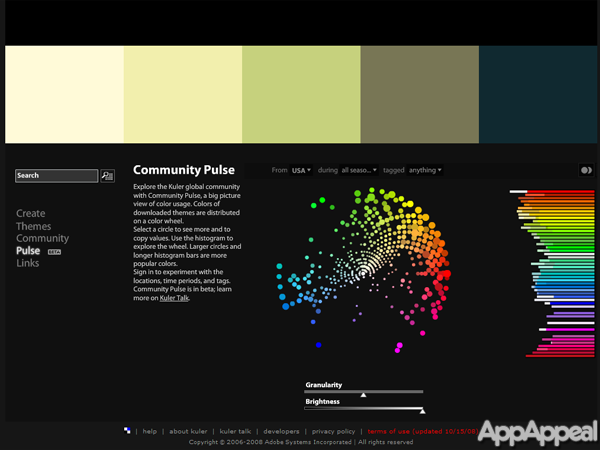 Search
Create
Themes
Community
Pulse BETA
Links
Community Pulse
Explore the Kuler global community
with Community Pulse, a big picture
view of color usage. Colors of
downloaded themes are distributed
on a color wheel.
Select a circle to see more and to
copy values. Use the histogram to
explore the wheel. Larger circles and
longer histogram bars are more
popular colors.
Sign in to experiment with the
locations, time periods, and tags.
Community Pulse is in beta; learn
more on Kuler Talk.
From USA during all seaso... tagged anything
Granularity
Brightness
| help | about kuler | kuler talk | developers | privacy policy | terms of use (updated 10/15/08)
Copyright © 2006-2008 Adobe Systems Incorporated | All rights reserved
AppAppeal